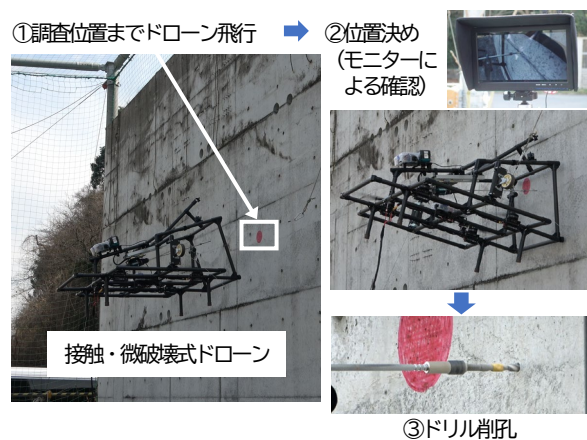 ①調査位置までドローン飛行
②位置決め
（モニターに
よる確認）
接触・微破壊式ドローン
③ドリル削孔